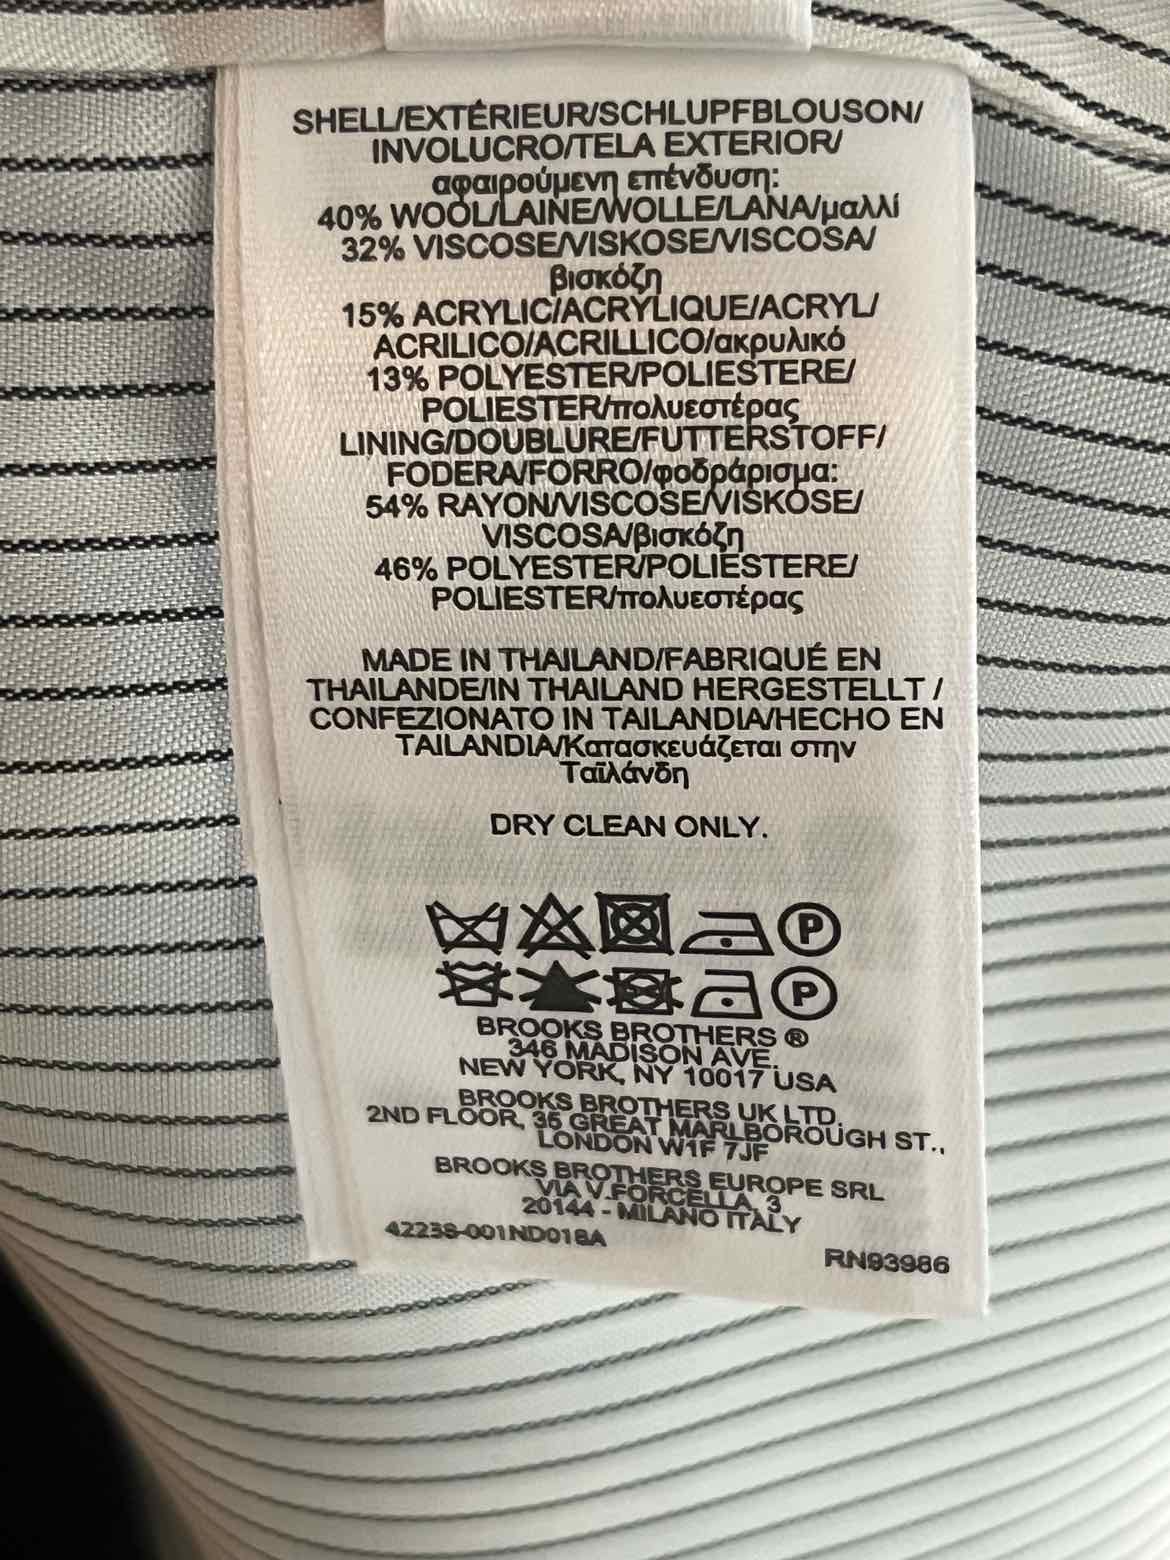 SHELL/EXTÉRIEUR/SCHLUPFBLOUSON/
INVOLUCRO/TELA EXTERIOR/
αφαιρούμενη επένδυση:
40% WOOL/LAINE/WOLLE/LANA/μαλλί
32% VISCOSE/VISKOSE/VISCOSA/
βισκόζη
15% ACRYLIC/ACRYLIQUE/ACRYL/
ACRILICO/ACRILLICO/ακρυλικό
13% POLYESTER/POLIESTERE/
POLIESTER/πολυεστέρας
LINING/DOUBLURE/FUTTERSTOFF/
FODERA/FORRO/φοδράρισμα:
54% RAYON/VISCOSE/VISKOSE/
VISCOSA/βισκόζη
46% POLYESTER/POLIESTERE/
POLIESTER/πολυεστέρας
MADE IN THAILAND/FABRIQUÉ EN
THAILANDE/IN THAILAND HERGESTELLT /
CONFEZIONATO IN TAILANDIA/HECHO EN
TAILANDIA/Κατασκευάζεται στην
Ταϊλάνδη
DRY CLEAN ONLY.
P
P
BROOKS BROTHERS ®
346 MADISON AVE.
NEW YORK, NY 10017 USA
BROOKS BROTHERS UK LTD.
2ND FLOOR, 35 GREAT MARLBOROUGH ST.,
LONDON W1F 7JF
BROOKS BROTHERS EUROPE SRL
VIA V.FORCELLA, 3
20144 - MILANO ITALY
42238-001ND018A
RN93986